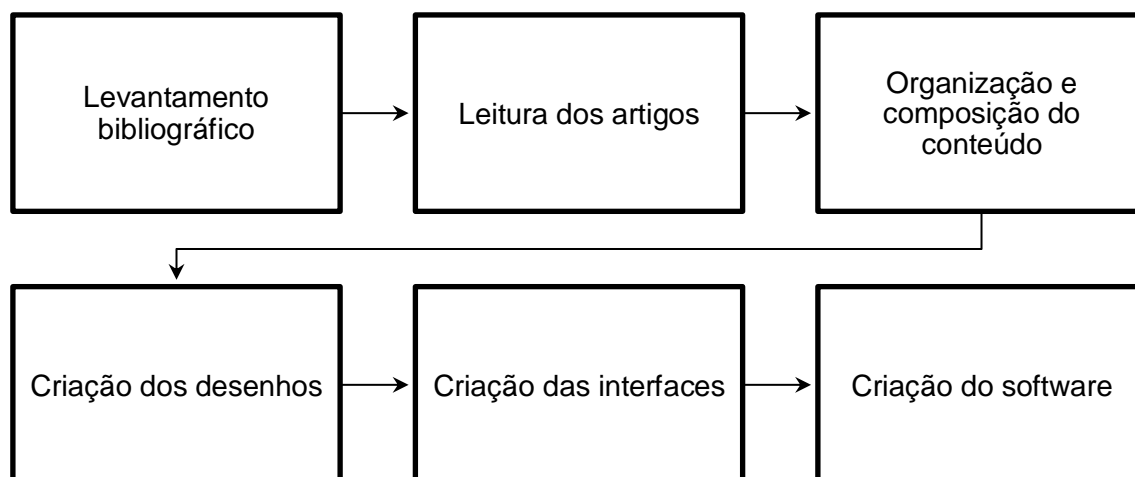 Levantamento
bibliográfico
Leitura dos artigos
Organização e
composição do
conteúdo
Criação dos desenhos
Criação das interfaces
Criação do software